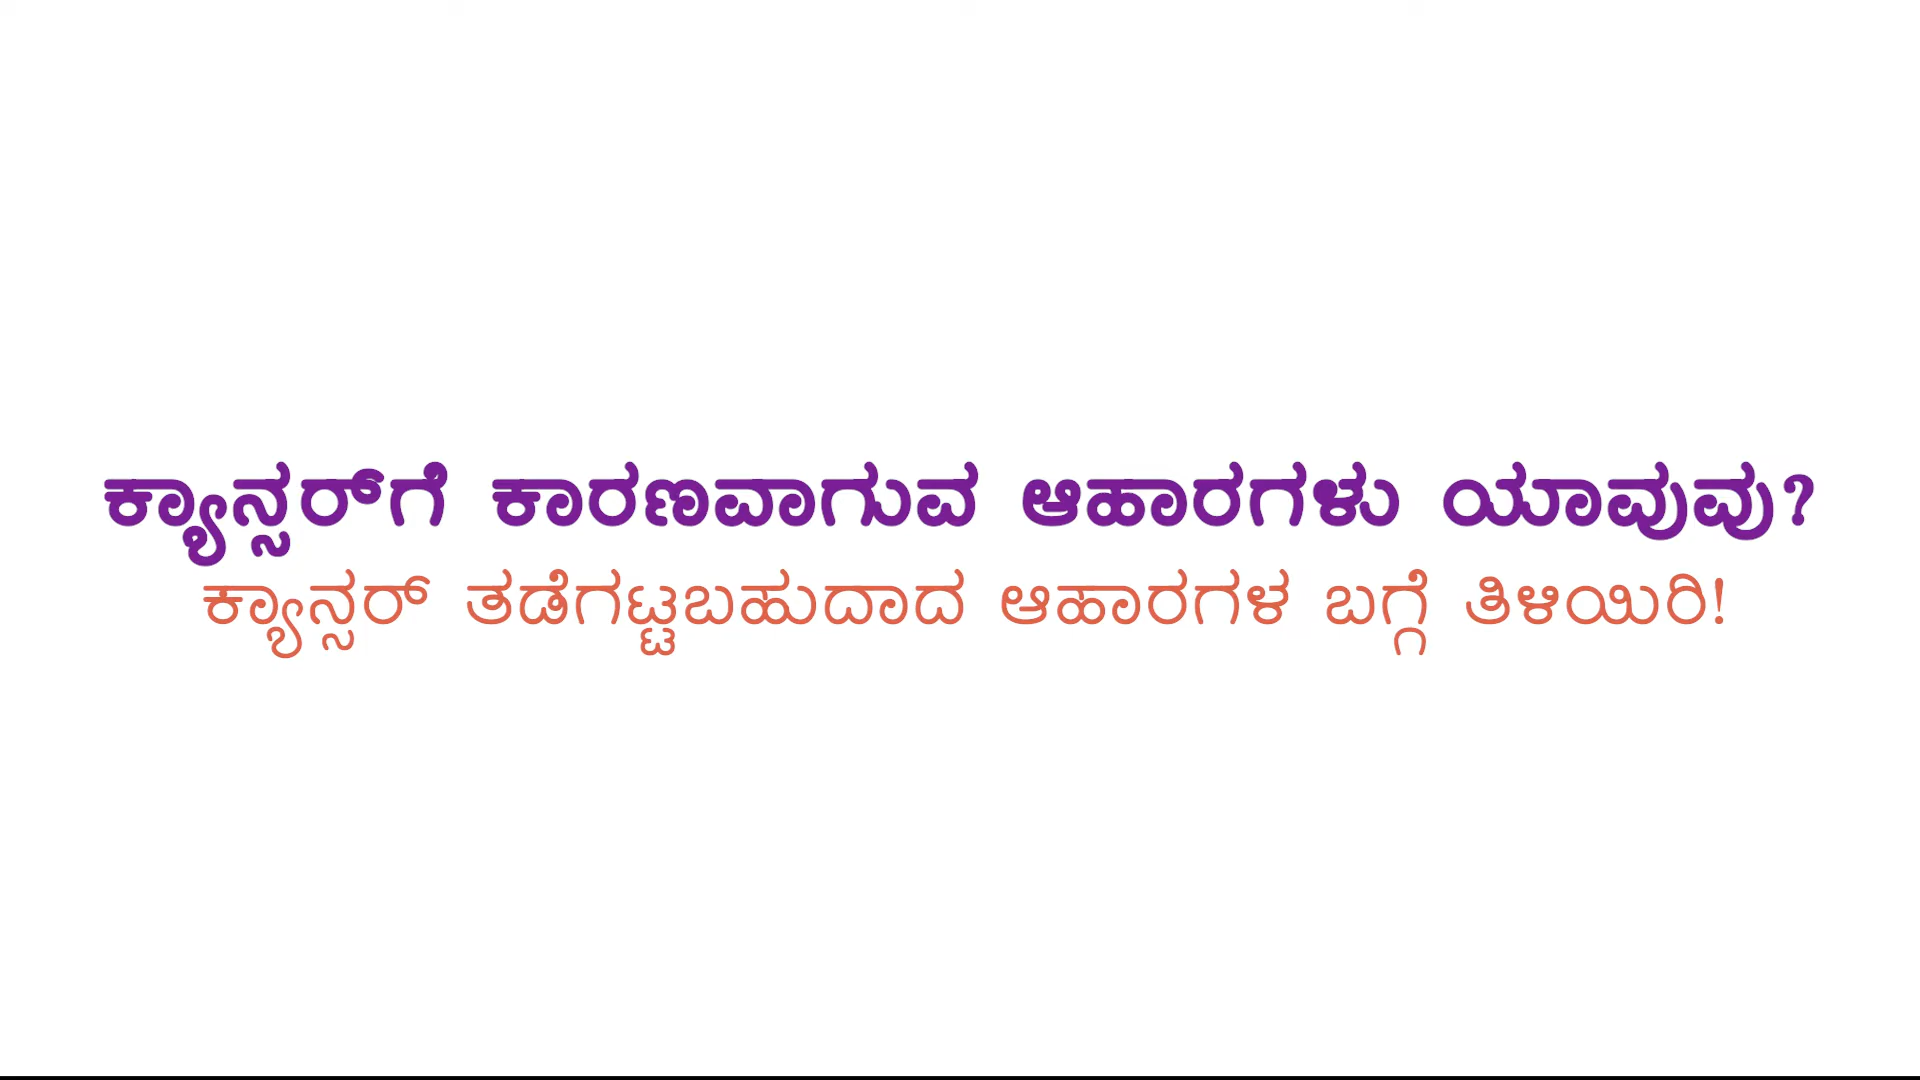 ಕ್ಯಾನ್ಸರ್‌ಗೆ ಕಾರಣವಾಗುವ ಆಹಾರಗಳು ಯಾವುವು?
ಕ್ಯಾನ್ಸರ್ ತಡೆಗಟ್ಟಬಹುದಾದ ಆಹಾರಗಳ ಬಗ್ಗೆ ತಿಳಿಯಿರಿ!